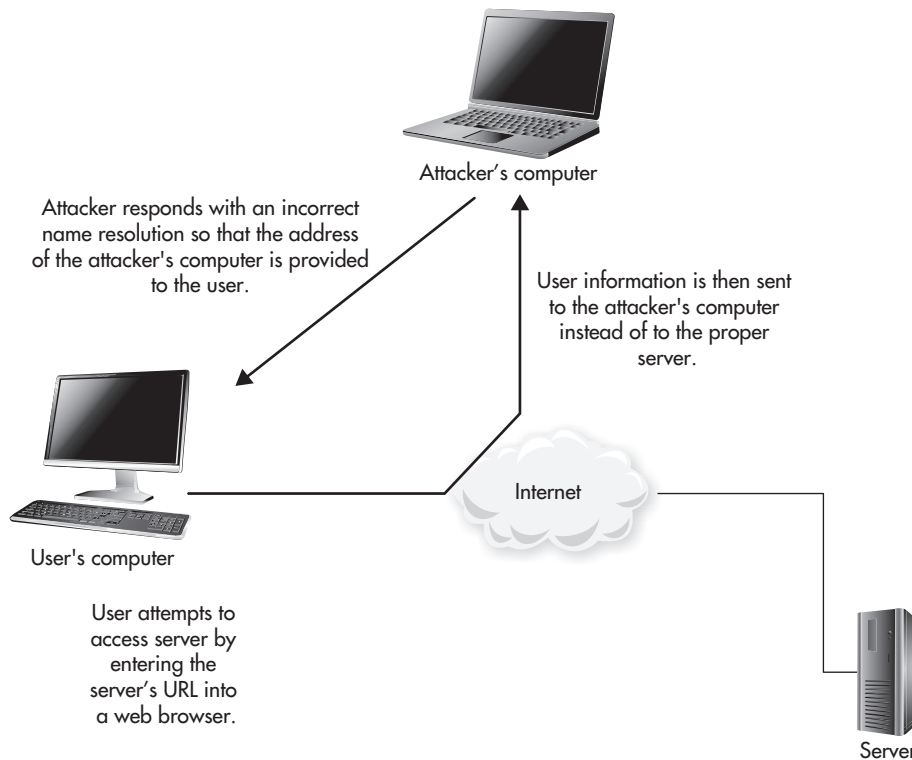 Attacker's computer
Attacker responds with an incorrect
name resolution so that the address
of the attacker's computer is provided
to the user.
User information is then sent
to the attacker's computer
instead of to the proper
server.
Internet
User's computer
User attempts to
access server by
entering the
server's URL into
a web browser.
Server